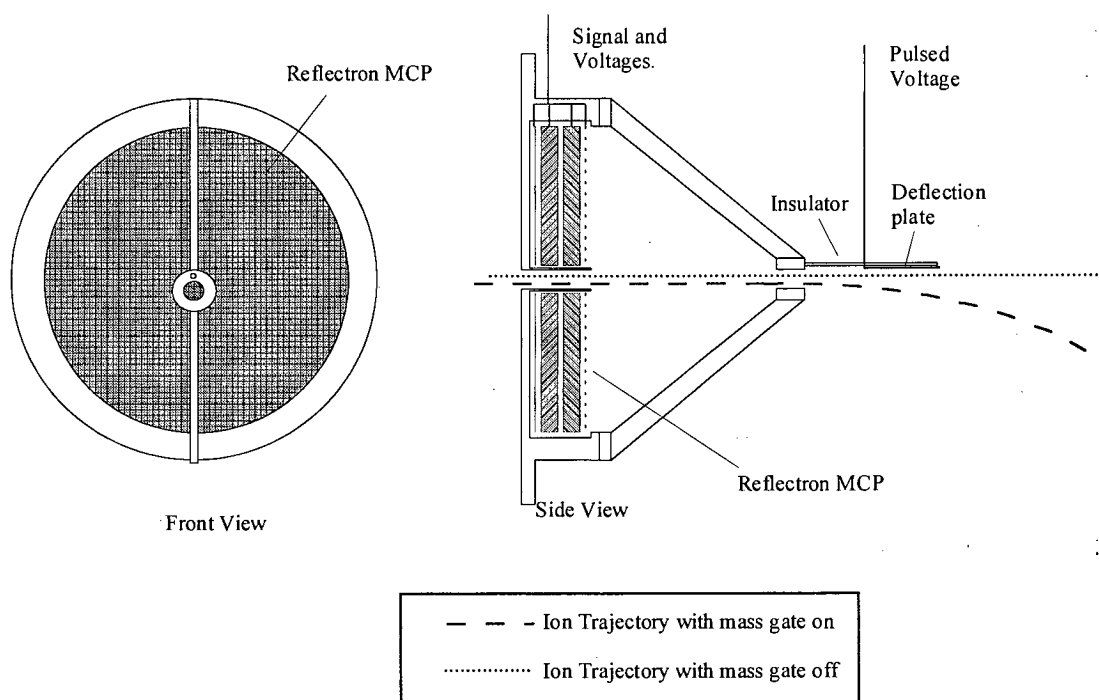 Signal and
Voltages.
Pulsed
Voltage
Reflectron MCP
Deflection
plate
Insulator
Reflectron MCP
Side View
Front View
Ion Trajectory with mass gate on
Ion Trajectory with mass gate off